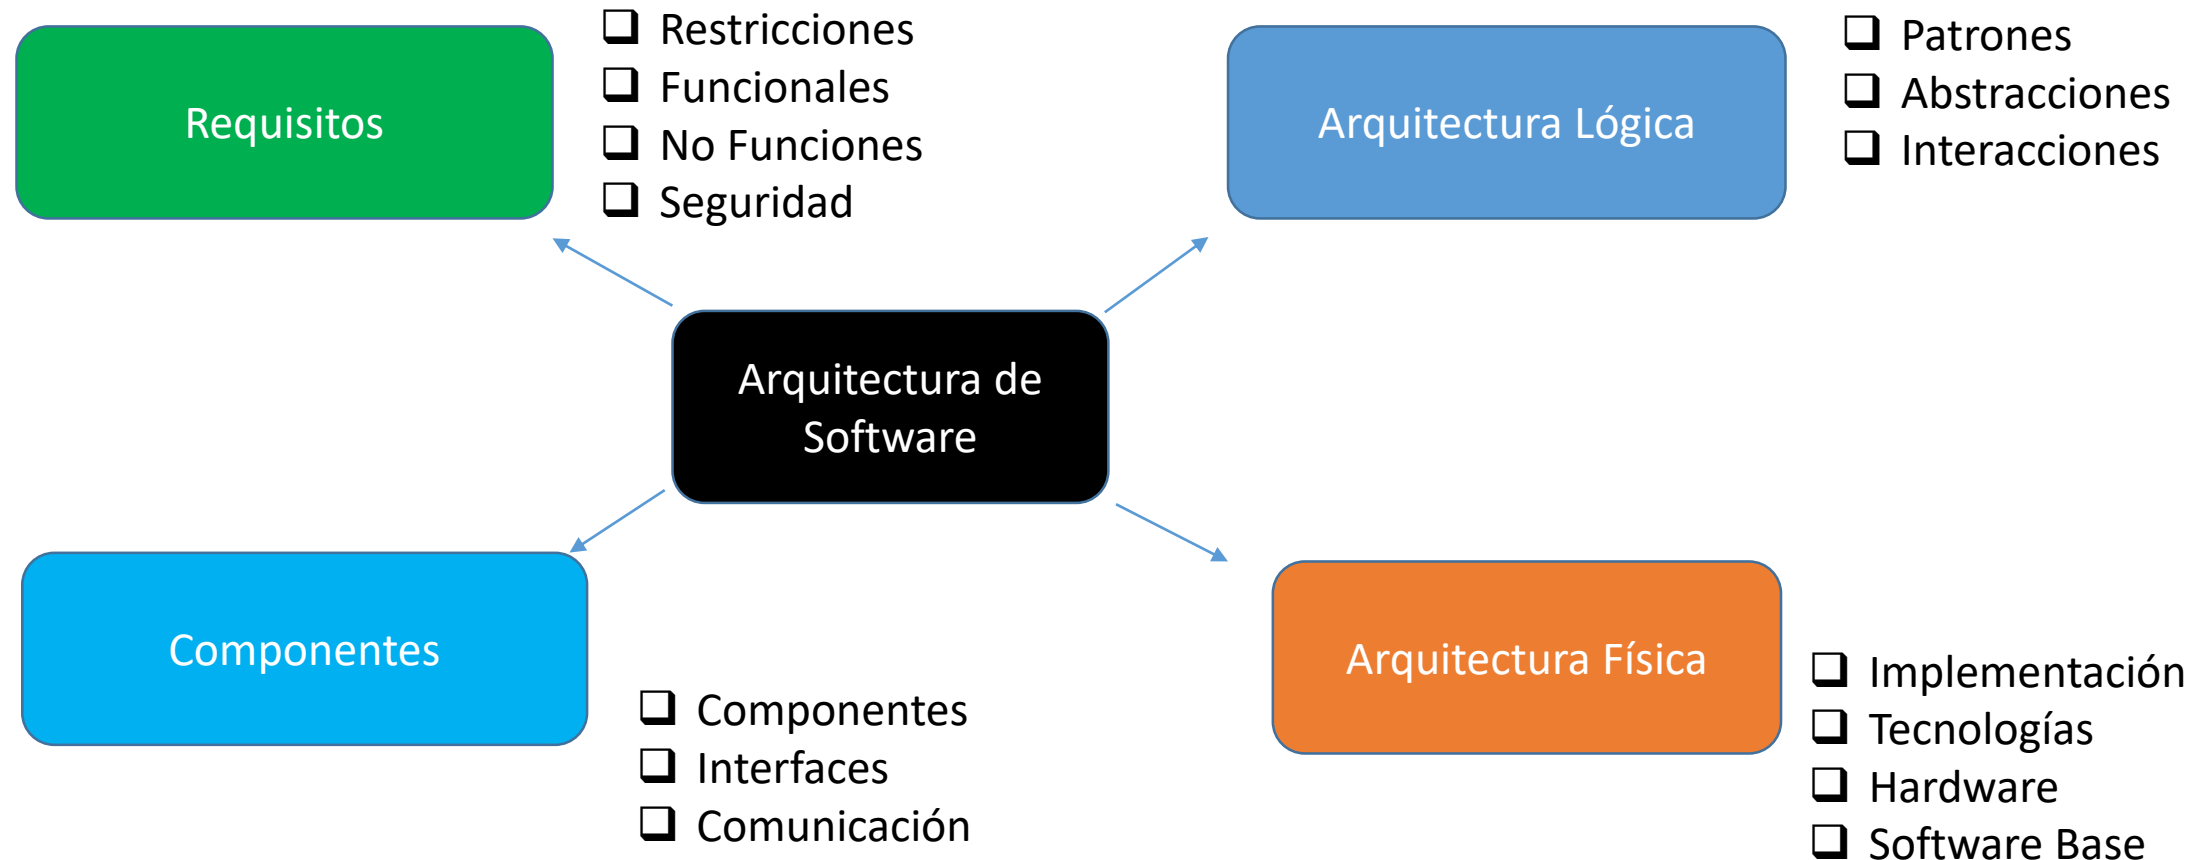 Requisitos
Restricciones
Funcionales
No Funciones
Seguridad
Arquitectura Lógica
Patrones
Abstracciones
Interacciones
Arquitectura de
Software
Componentes
Componentes
Interfaces
Comunicación
Arquitectura Física
Implementación
Tecnologías
Hardware
Software Base